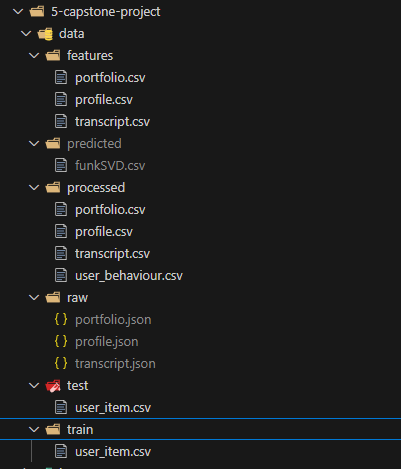 5-capstone-project
data
features
portfolio.csv
profile.csv
transcript.csv
predicted
funkSVD.csv
processed
portfolio.csv
profile.csv
transcript.csv
user_behaviour.csv
raw
{ } portfolio.json
{ } profile.json
{ } transcript.json
test
user_item.csv
train
user_item.csv